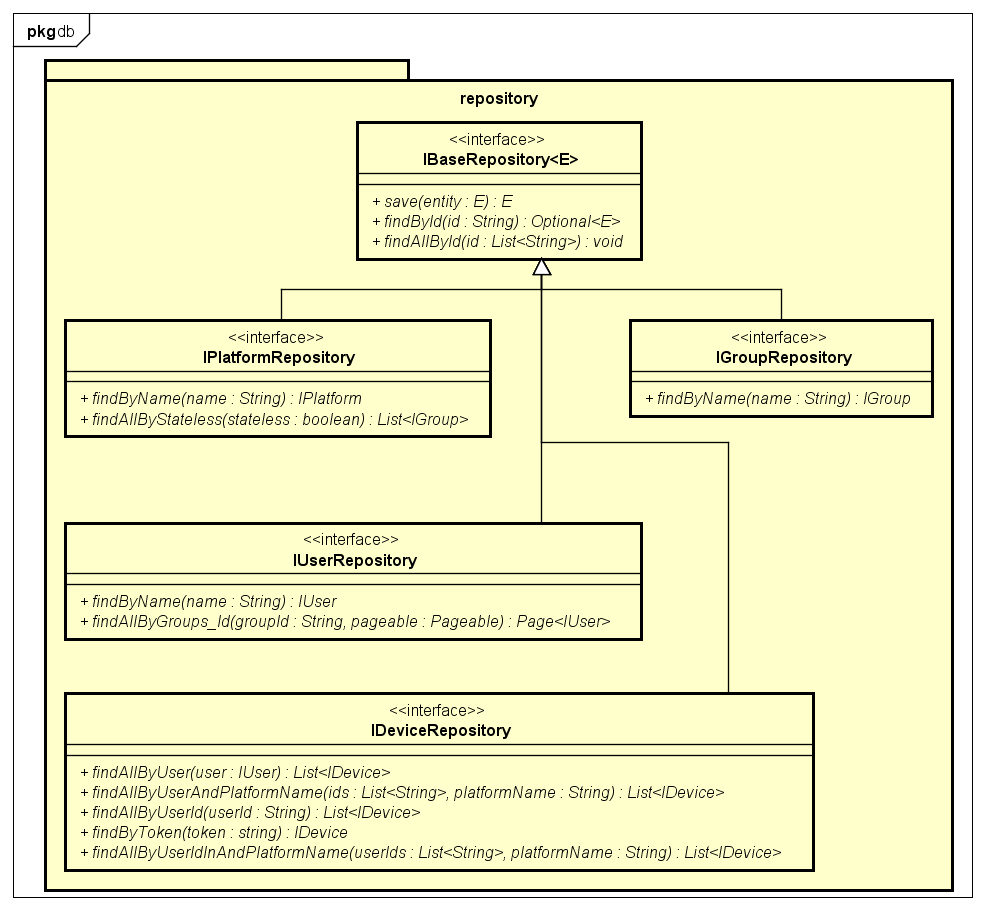 pkg db
repository
<<interface>>
IBaseRepository<E>
+ save(entity : E) : E
+ findById(id : String) : Optional<E>
+ findAllById(id : List<String>) : void
<<interface>>
IPlatformRepository
+ findByName(name : String) : IPlatform
+ findAllByStateless(stateless : boolean) : List<IGroup>
<<interface>>
IGroupRepository
+ findByName(name : String) : IGroup
<<interface>>
IUserRepository
+ findByName(name : String) : IUser
+ findAllByGroups_Id(groupId : String, pageable : Pageable) : Page<IUser>
<<interface>>
IDeviceRepository
+ findAllByUser(user : IUser) : List<IDevice>
+ findAllByUserAndPlatformName(ids : List<String>, platformName : String) : List<IDevice>
+ findAllByUserId(userId : String) : List<IDevice>
+ findByToken(token : string) : IDevice
+ findAllByUserIdInAndPlatformName(userIds : List<String>, platformName : String) : List<IDevice>